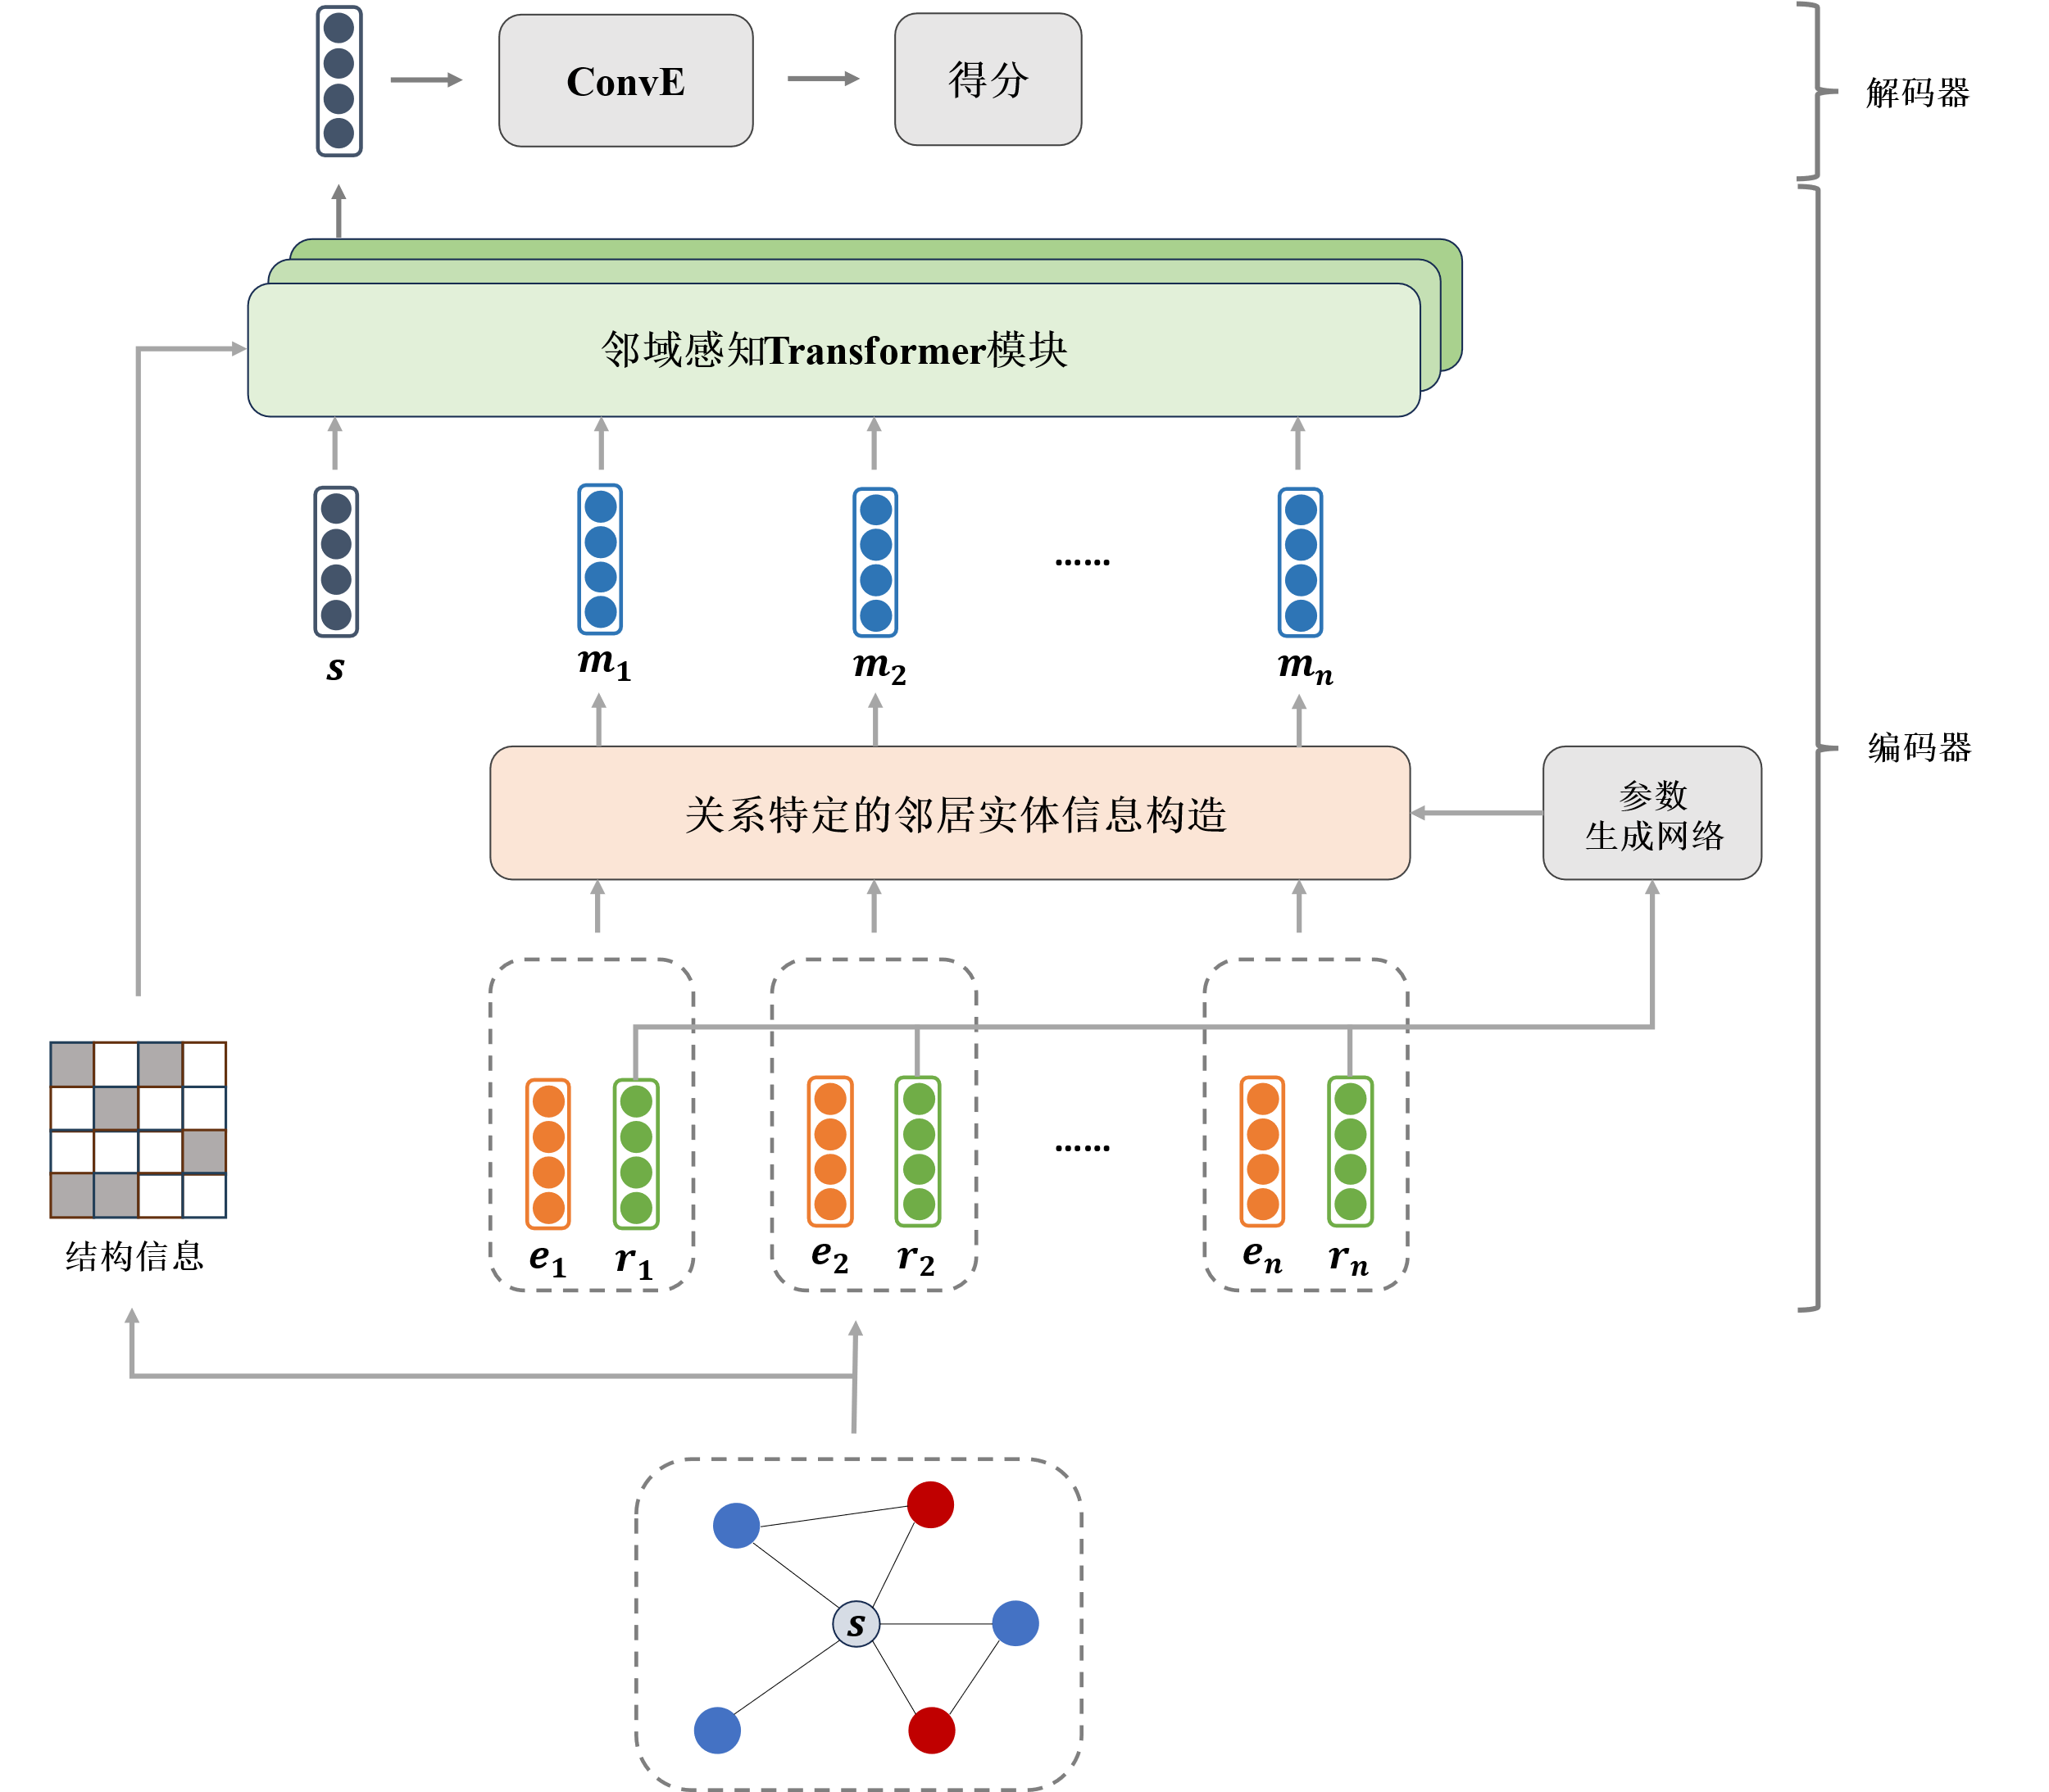 ConvE
得分
解码器
邻域感知Transformer模块
……
s
m₁
m₂
mₙ
编码器
关系特定的邻居实体信息构造
参数
生成网络
……
结构信息
e₁
r₁
e₂
r₂
eₙ
rₙ
s